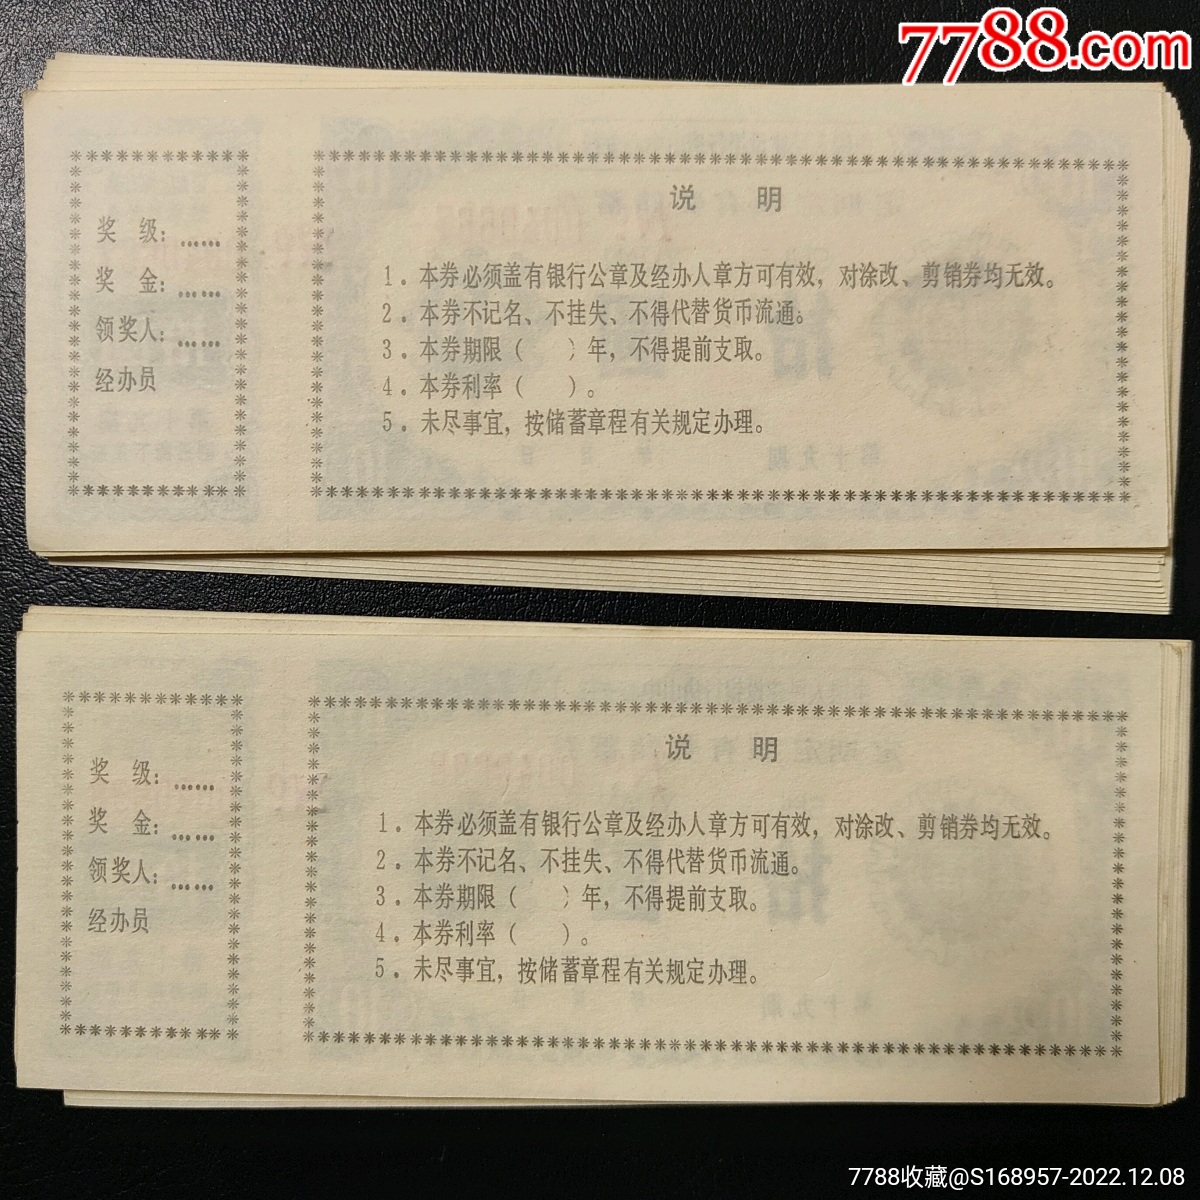 7788.com
说 明
奖 级：……
奖 金：……
领奖人：……
经办员
1．本券必须盖有银行公章及经办人章方可有效，对涂改、剪销券均无效。
2．本券不记名、不挂失、不得代替货币流通。
3．本券期限（ ）年，不得提前支取。
4．本券利率（ ）。
5．未尽事宜，按储蓄章程有关规定办理。
说 明
奖 级：……
奖 金：……
领奖人：……
经办员
1．本券必须盖有银行公章及经办人章方可有效，对涂改、剪销券均无效。
2．本券不记名、不挂失、不得代替货币流通。
3．本券期限（ ）年，不得提前支取。
4．本券利率（ ）。
5．未尽事宜，按储蓄章程有关规定办理。
7788收藏@S168957-2022.12.08